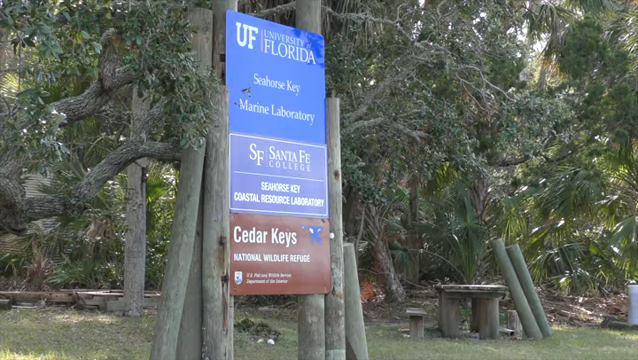 UF UNIVERSITY of
FLORIDA
Seahorse Key
Marine Laboratory
SF SANTA FE
COLLEGE
SEAHORSE KEY
COASTAL RESOURCE LABORATORY
Cedar Keys
NATIONAL WILDLIFE REFUGE
U.S. Fish and Wildlife Service
Department of the Interior